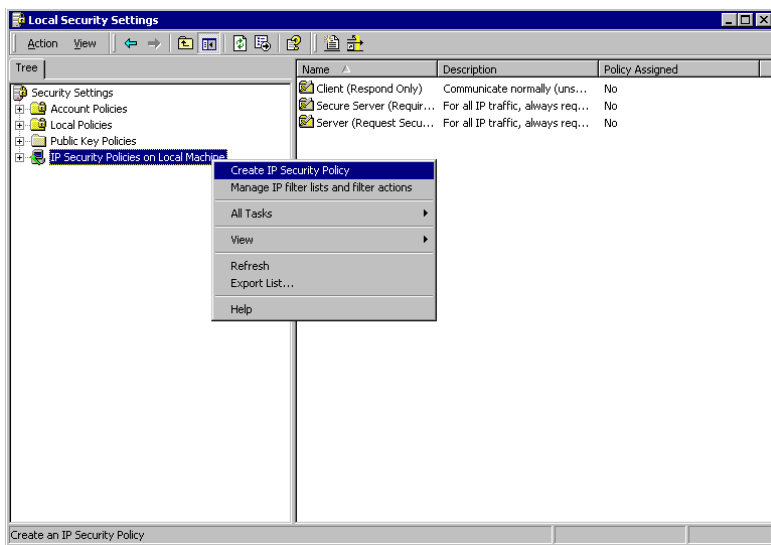 Local Security Settings
Action View
Tree
Name Description Policy Assigned
Security Settings
Account Policies
Local Policies
Public Key Policies
IP Security Policies on Local Machine
Client (Respond Only) Communicate normally (uns... No
Secure Server (Requir... For all IP traffic, always req... No
Server (Request Secu... For all IP traffic, always req... No
Create IP Security Policy
Manage IP filter lists and filter actions
All Tasks
View
Refresh
Export List...
Help
Create an IP Security Policy